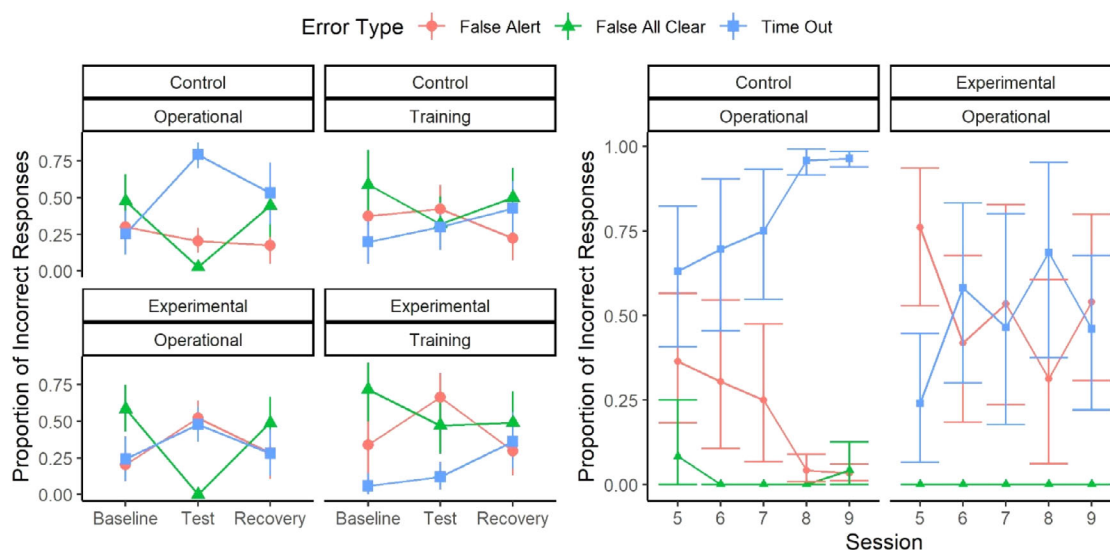 Error Type False Alert False All Clear Time Out
Proportion of Incorrect Responses
Control Control
Operational Training
0.75
0.50
0.25
0.00
Experimental Experimental
Operational Training
0.75
0.50
0.25
0.00
Baseline Test Recovery Baseline Test Recovery
Proportion of Incorrect Responses
Control Experimental
Operational Operational
1.00
0.75
0.50
0.25
0.00
5 6 7 8 9 5 6 7 8 9
Session